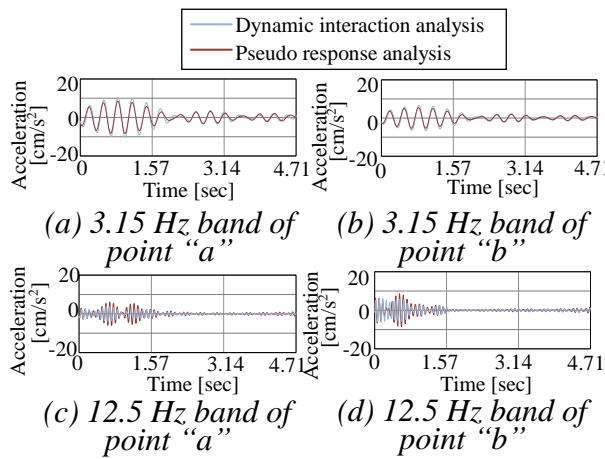 Dynamic interaction analysis
Pseudo response analysis
Acceleration
[cm/s²]
20
0
-20
0
1.57
3.14
4.71
Time [sec]
(a) 3.15 Hz band of
point “a”
Acceleration
[cm/s²]
20
0
-20
0
1.57
3.14
4.71
Time [sec]
(b) 3.15 Hz band of
point “b”
Acceleration
[cm/s²]
20
0
-20
0
1.57
3.14
4.71
Time [sec]
(c) 12.5 Hz band of
point “a”
Acceleration
[cm/s²]
20
0
-20
0
1.57
3.14
4.71
Time [sec]
(d) 12.5 Hz band of
point “b”